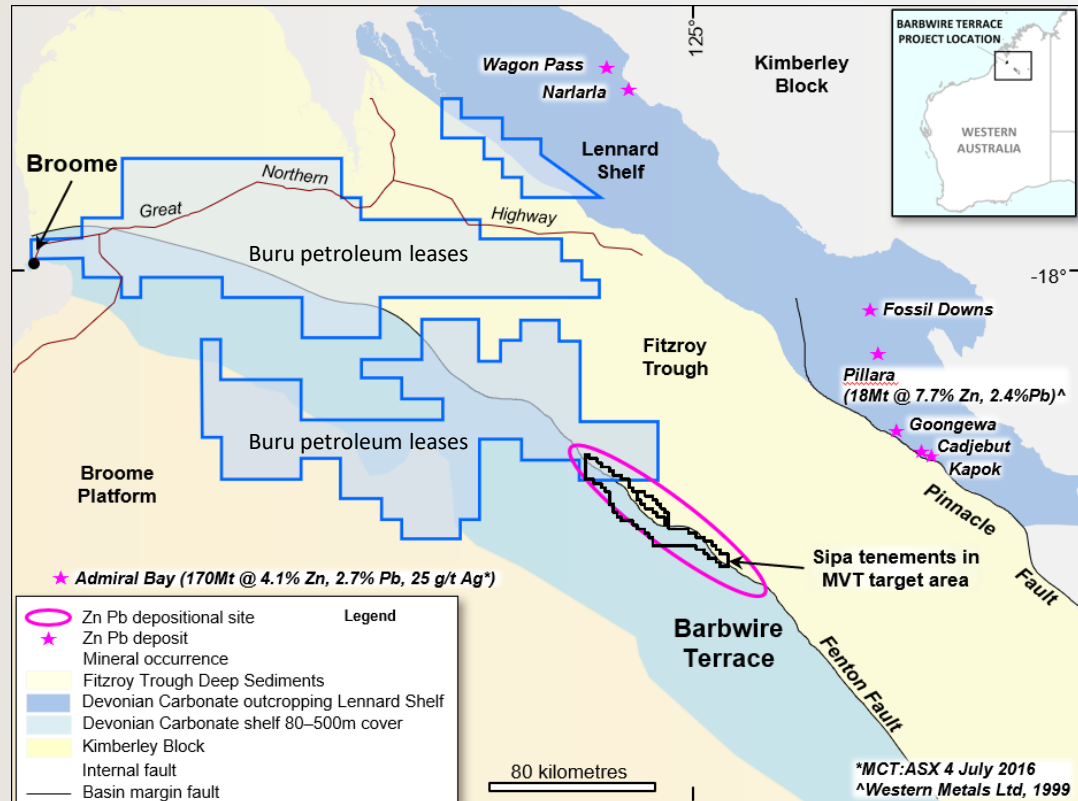 125°
BARBWIRE TERRACE
PROJECT LOCATION
WESTERN
AUSTRALIA
Wagon Pass
Narlarla
Kimberley
Block
Lennard
Shelf
Broome
Northern
Great
Highway
Buru petroleum leases
-18°
Fossil Downs
Fitzroy
Trough
Pillara
(18Mt @ 7.7% Zn, 2.4%Pb)^
Goongewa
Cadjebut
Kapok
Buru petroleum leases
Broome
Platform
Pinnacle
Fault
Sipa tenements in
MVT target area
Admiral Bay (170Mt @ 4.1% Zn, 2.7% Pb, 25 g/t Ag*)
Barbwire
Terrace
Fenton Fault
Legend
Zn Pb depositional site
Zn Pb deposit
Mineral occurrence
Fitzroy Trough Deep Sediments
Devonian Carbonate outcropping Lennard Shelf
Devonian Carbonate shelf 80–500m cover
Kimberley Block
Internal fault
Basin margin fault
80 kilometres
*MCT:ASX 4 July 2016
^Western Metals Ltd, 1999